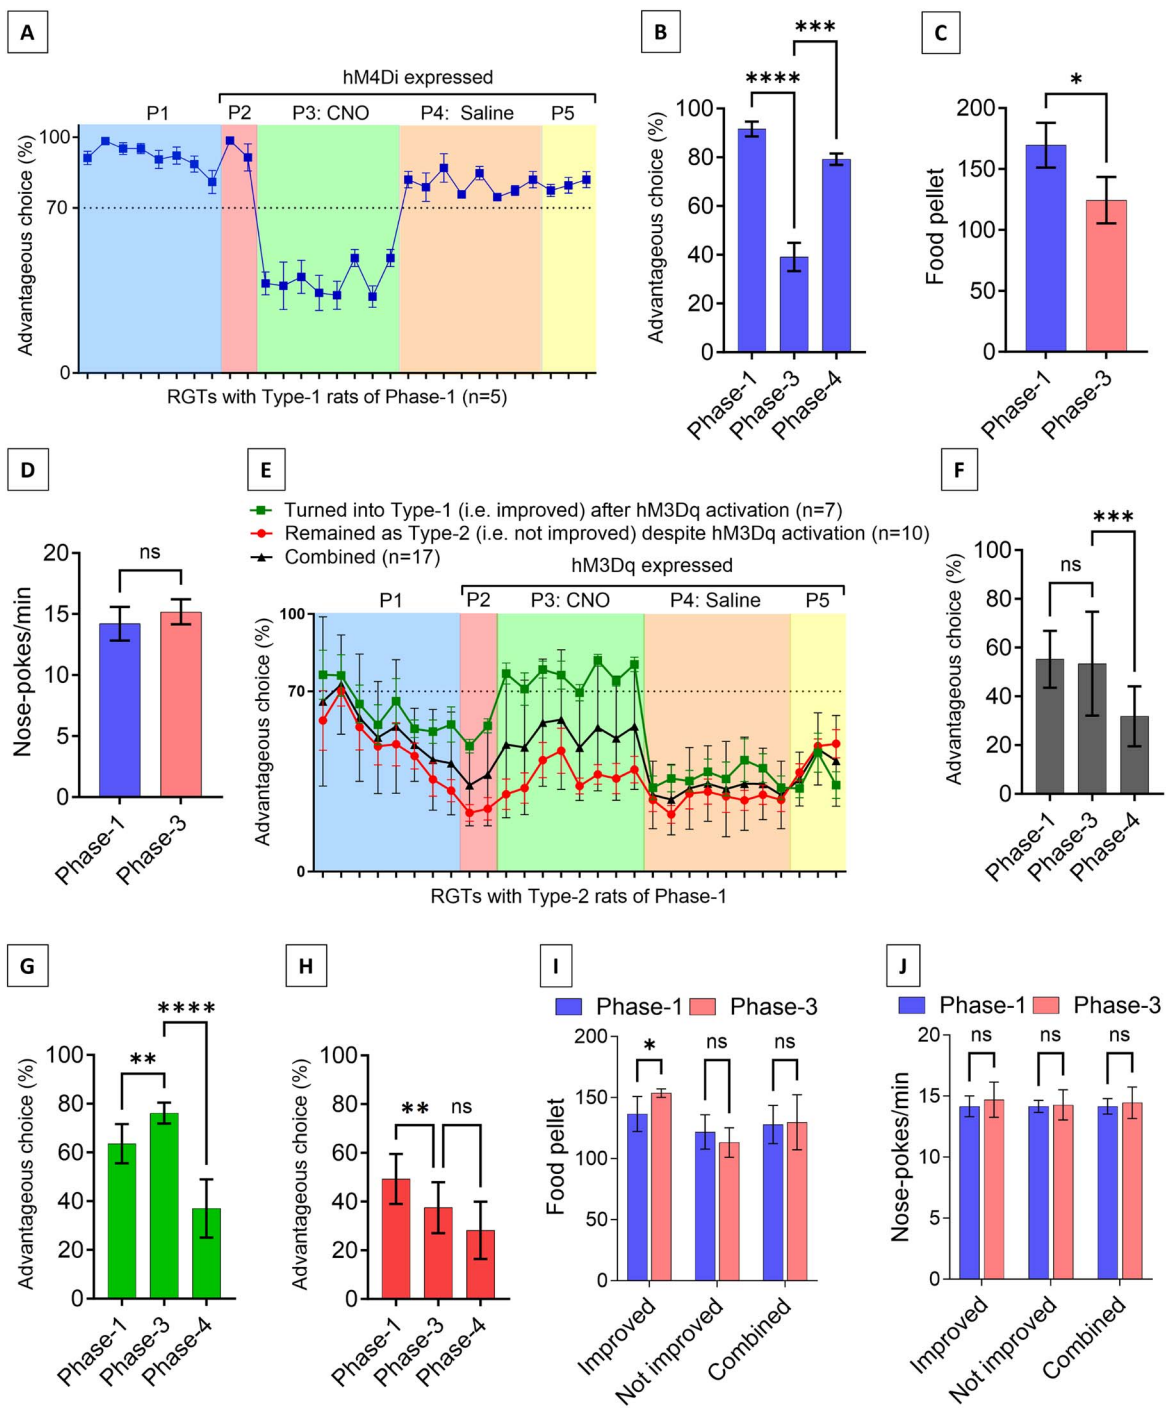 A
hM4Di expressed
P1 P2 P3: CNO P4: Saline P5
Advantageous choice (%)
100
70
0
RGTs with Type-1 rats of Phase-1 (n=5)
B
***
****
Advantageous choice (%)
100
80
60
40
20
0
Phase-1
Phase-3
Phase-4
C
*
Food pellet
200
150
100
50
0
Phase-1
Phase-3
D
ns
Nose-pokes/min
20
15
10
5
0
Phase-1
Phase-3
E
Turned into Type-1 (i.e. improved) after hM3Dq activation (n=7)
Remained as Type-2 (i.e. not improved) despite hM3Dq activation (n=10)
Combined (n=17)
hM3Dq expressed
P1 P2 P3: CNO P4: Saline P5
Advantageous choice (%)
100
70
0
RGTs with Type-2 rats of Phase-1
F
***
ns
Advantageous choice (%)
100
80
60
40
20
0
Phase-1
Phase-3
Phase-4
G
****
**
Advantageous choice (%)
100
80
60
40
20
0
Phase-1
Phase-3
Phase-4
H
** ns
Advantageous choice (%)
100
80
60
40
20
0
Phase-1
Phase-3
Phase-4
I
Phase-1 Phase-3
* ns ns
Food pellet
200
150
100
50
0
Improved
Not improved
Combined
J
Phase-1 Phase-3
ns ns ns
Nose-pokes/min
20
15
10
5
0
Improved
Not improved
Combined